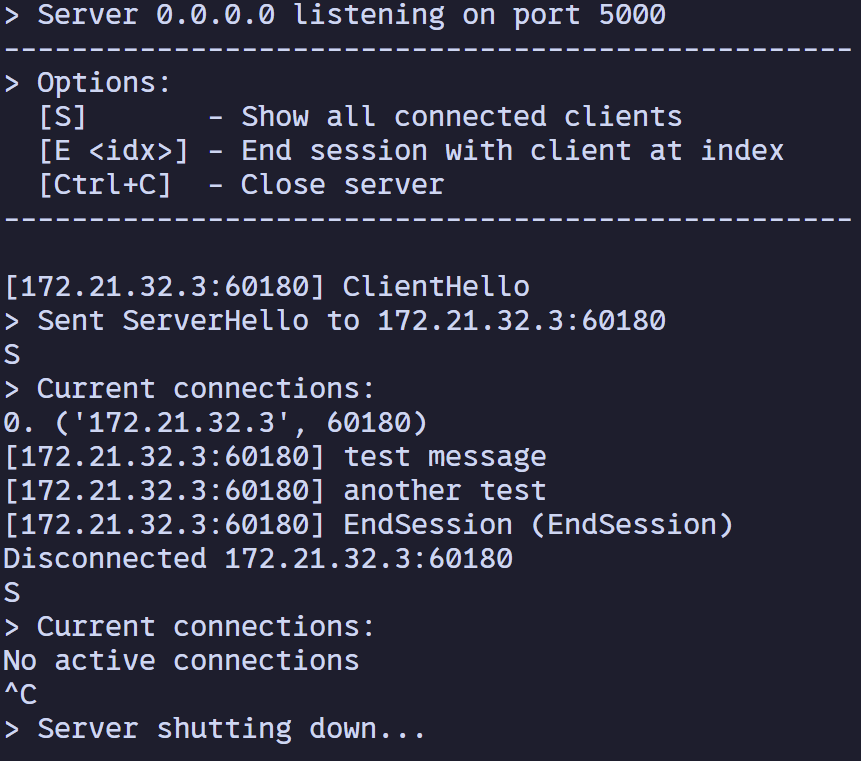 > Server 0.0.0.0 listening on port 5000
--------------------------------------------------
> Options:
  [S]       - Show all connected clients
  [E <idx>] - End session with client at index
  [Ctrl+C]  - Close server
--------------------------------------------------

[172.21.32.3:60180] ClientHello
> Sent ServerHello to 172.21.32.3:60180
S
> Current connections:
0. ('172.21.32.3', 60180)
[172.21.32.3:60180] test message
[172.21.32.3:60180] another test
[172.21.32.3:60180] EndSession (EndSession)
Disconnected 172.21.32.3:60180
S
> Current connections:
No active connections
^C
> Server shutting down...